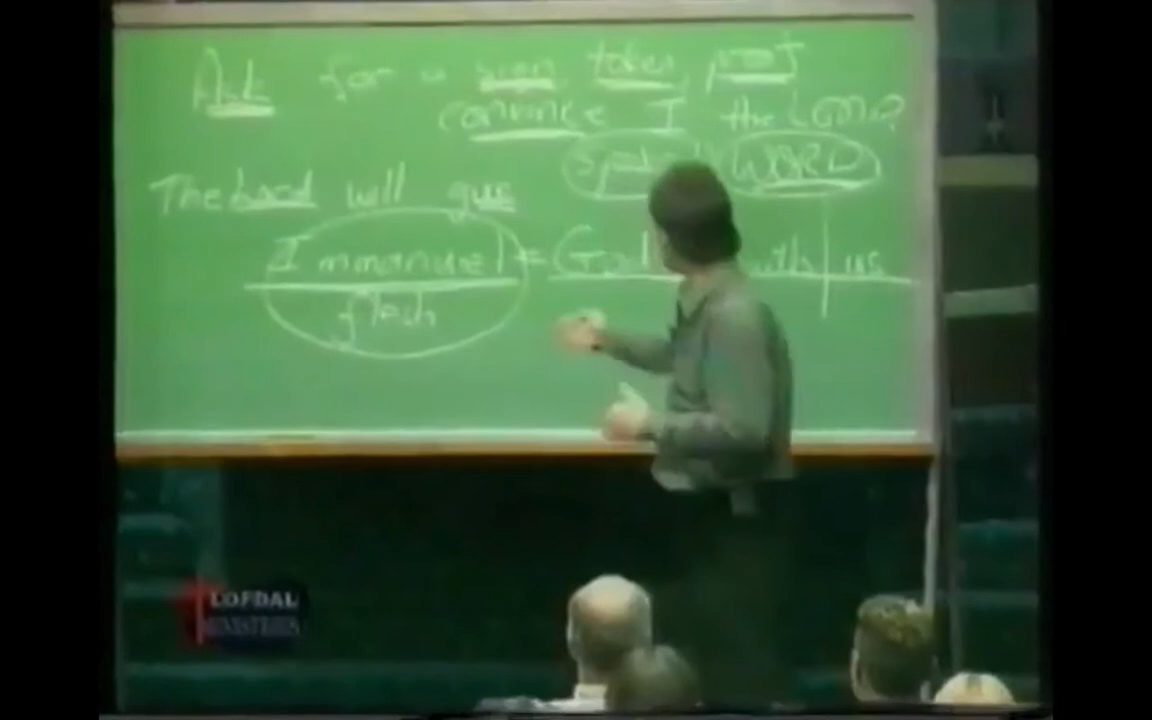 Ask for a sign, token, proof
convince I the LORD?
WORD
The Lord will give
Immanuel = God with us
flesh
LOFDAL
MINISTRIES